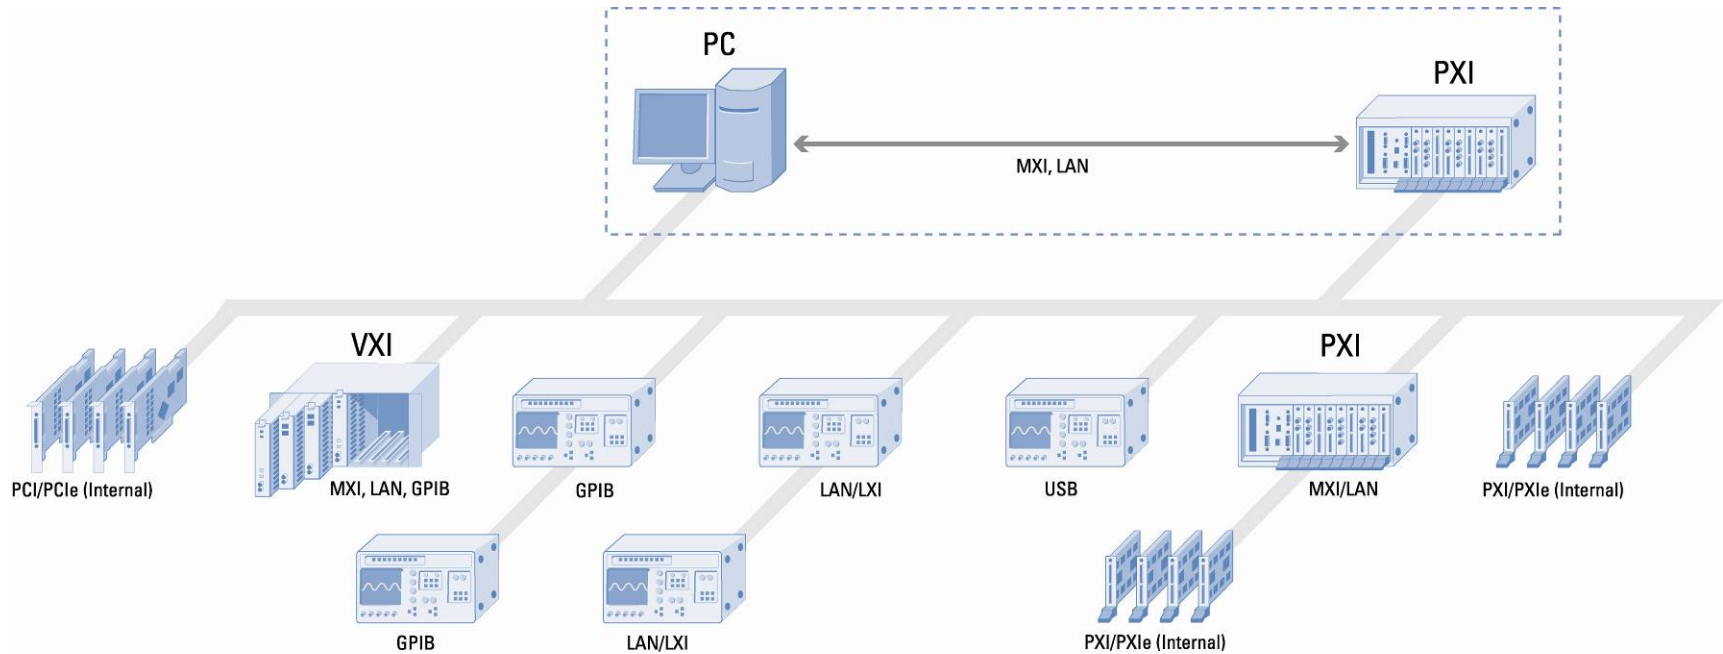 PC
PXI
MXI, LAN
VXI
PXI
PCI/PCIe (Internal)
MXI, LAN, GPIB
GPIB
LAN/LXI
USB
MXI/LAN
PXI/PXIe (Internal)
GPIB
LAN/LXI
PXI/PXIe (Internal)